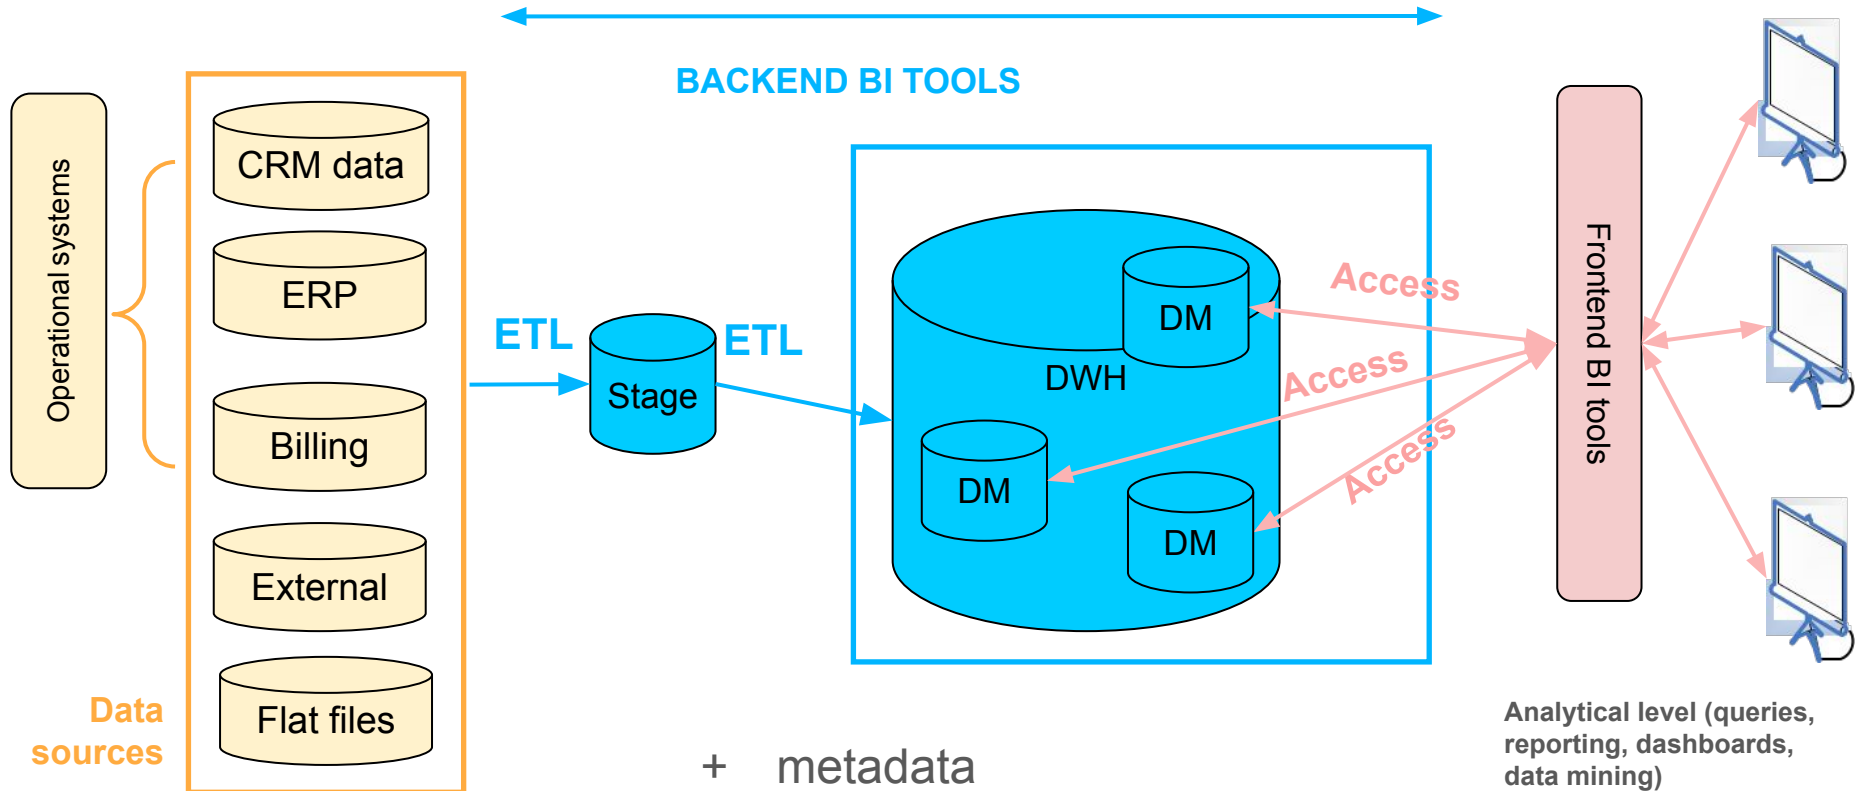 BACKEND BI TOOLS
Operational systems
CRM data
ERP
Billing
External
Flat files
Data
sources
ETL
Stage
ETL
DWH
DM
DM
DM
Access
Access
Access
Frontend BI tools
+ metadata
Analytical level (queries,
reporting, dashboards,
data mining)